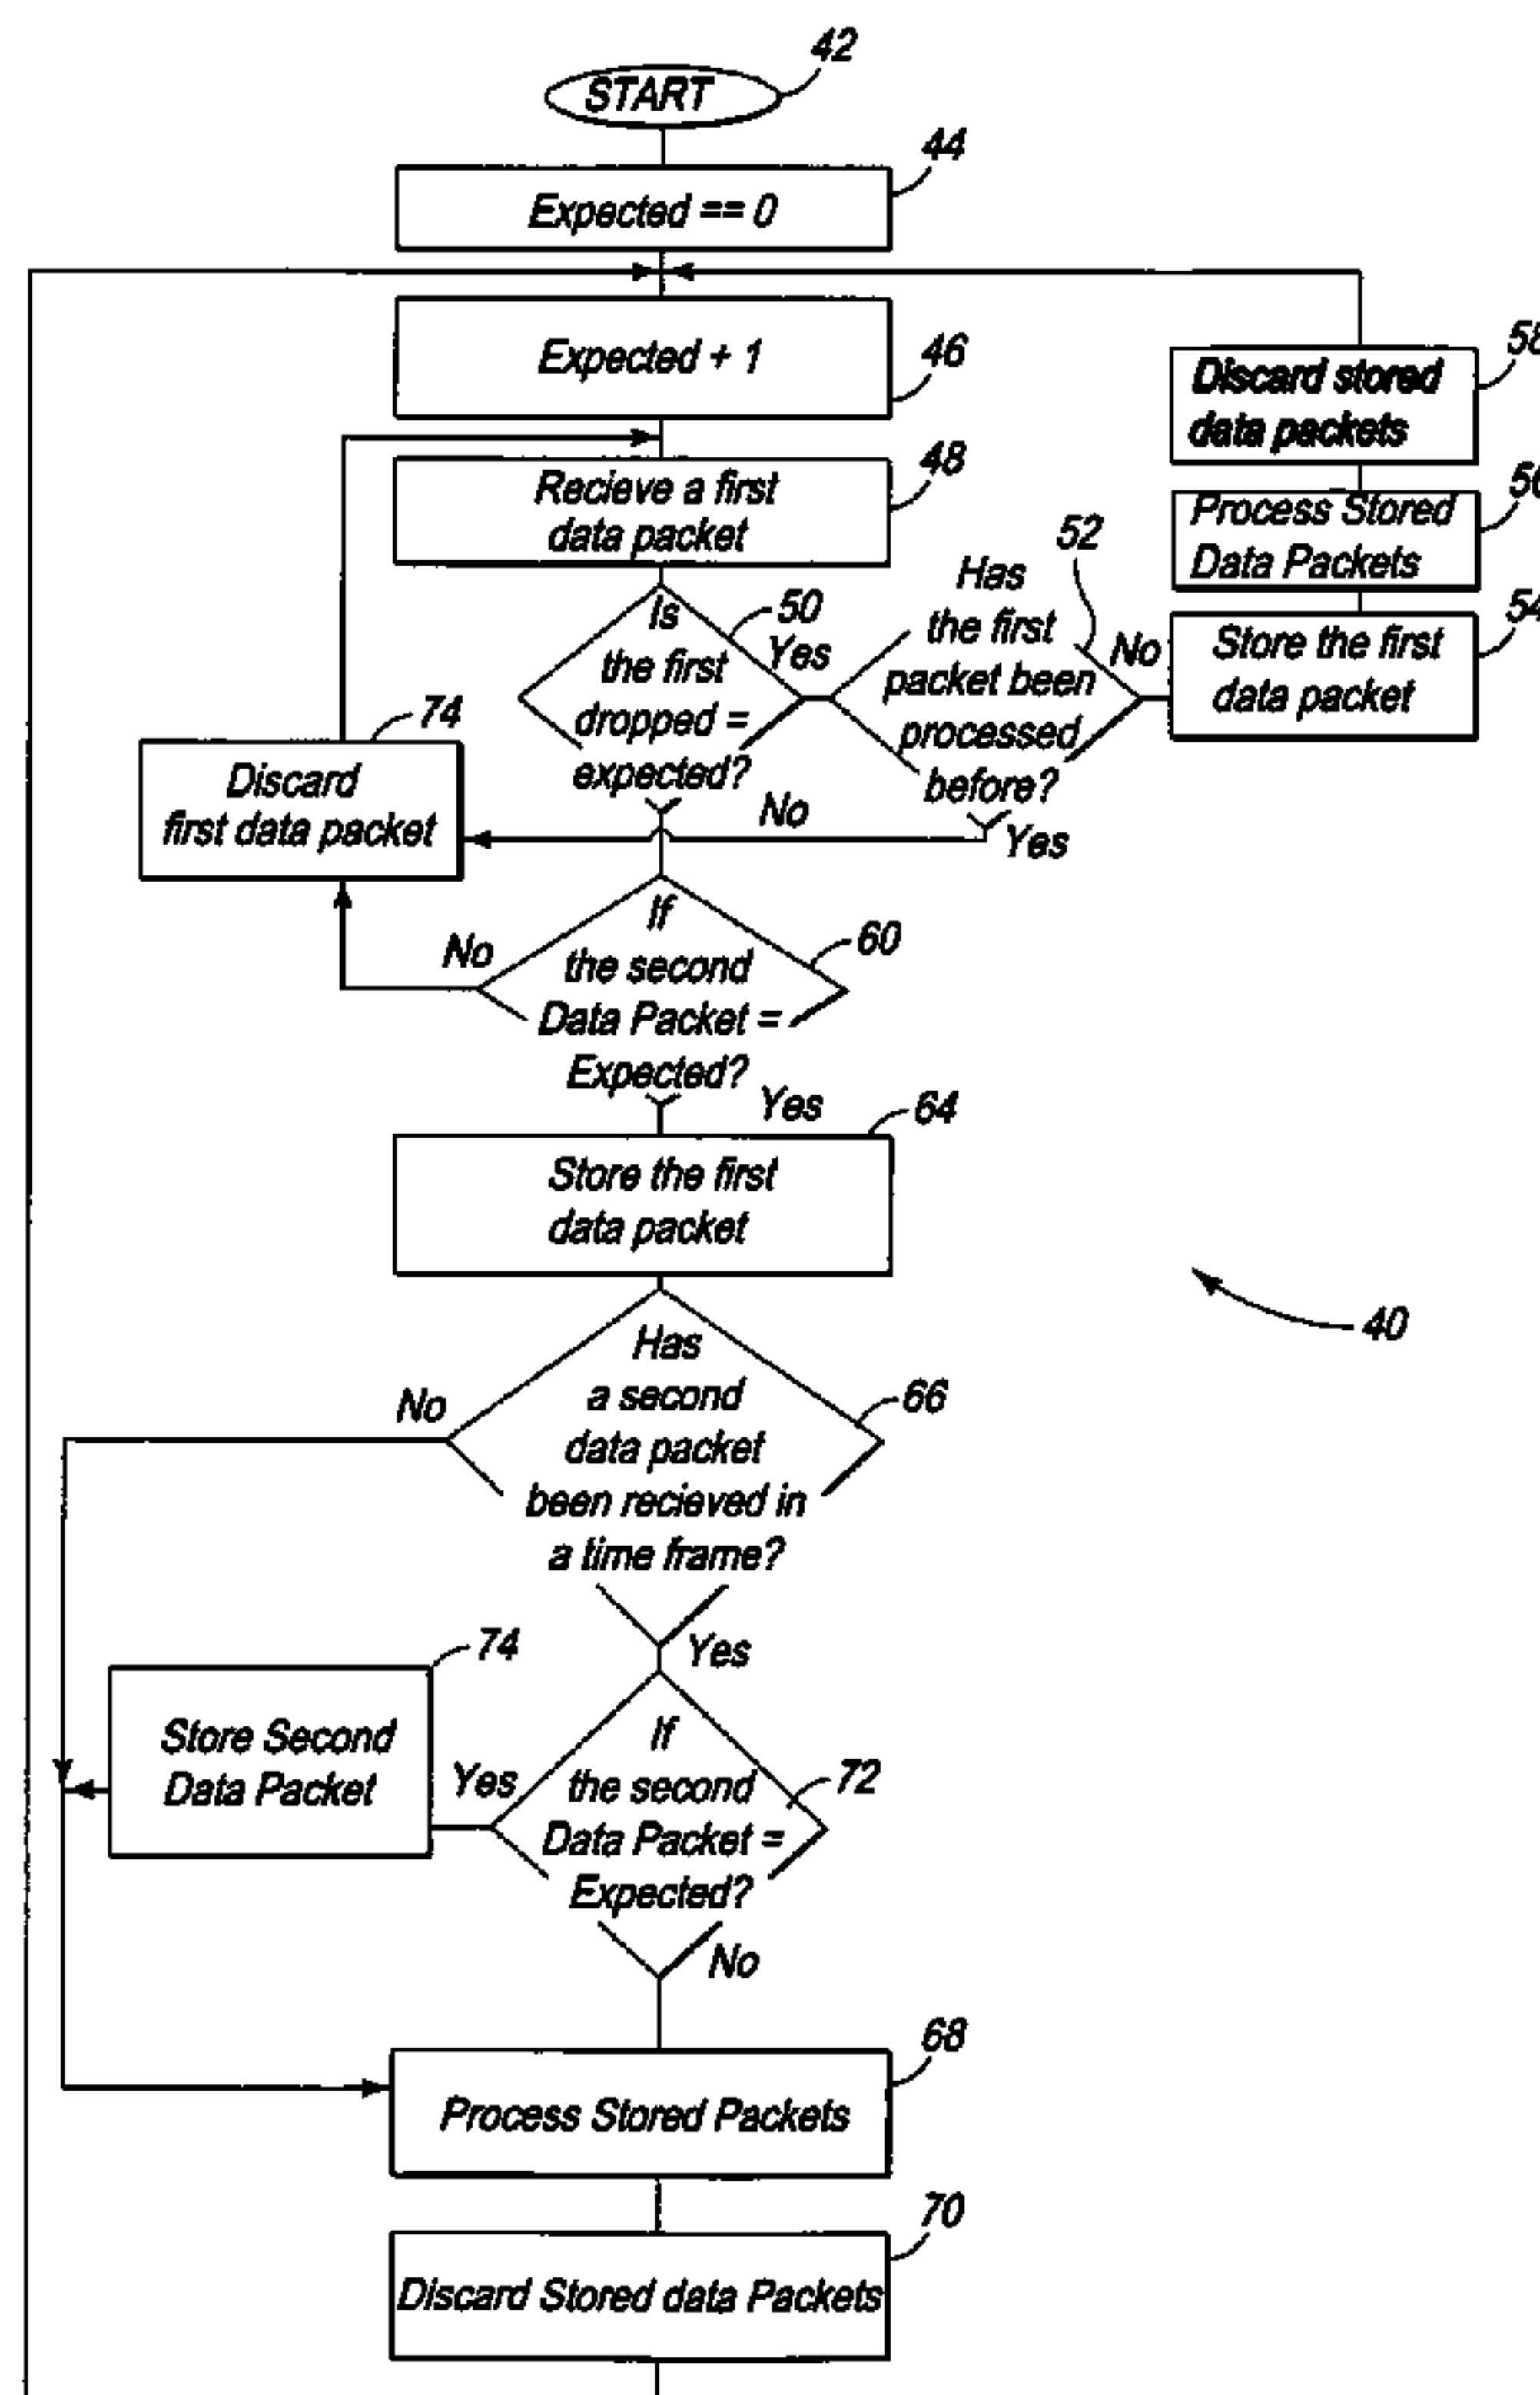 42
START
44
Expected == 0
46
Expected + 1
58
Discard stored
data packets
48
Recieve a first
data packet
56
Process Stored
Data Packets
50
Is
the first
dropped =
expected?
Yes
52
Has
the first
packet been
processed
before?
No
54
Store the first
data packet
74
Discard
first data packet
No
Yes
60
If
the second
Data Packet =
Expected?
No
Yes
64
Store the first
data packet
40
66
Has
a second
data packet
been recieved in
a time frame?
No
Yes
74
Store Second
Data Packet
Yes
72
If
the second
Data Packet =
Expected?
No
68
Process Stored Packets
70
Discard Stored data Packets